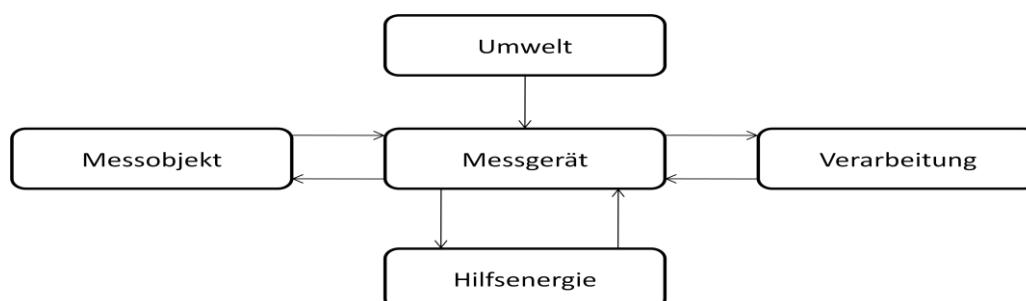 Umwelt
Messobjekt
Messgerät
Verarbeitung
Hilfsenergie